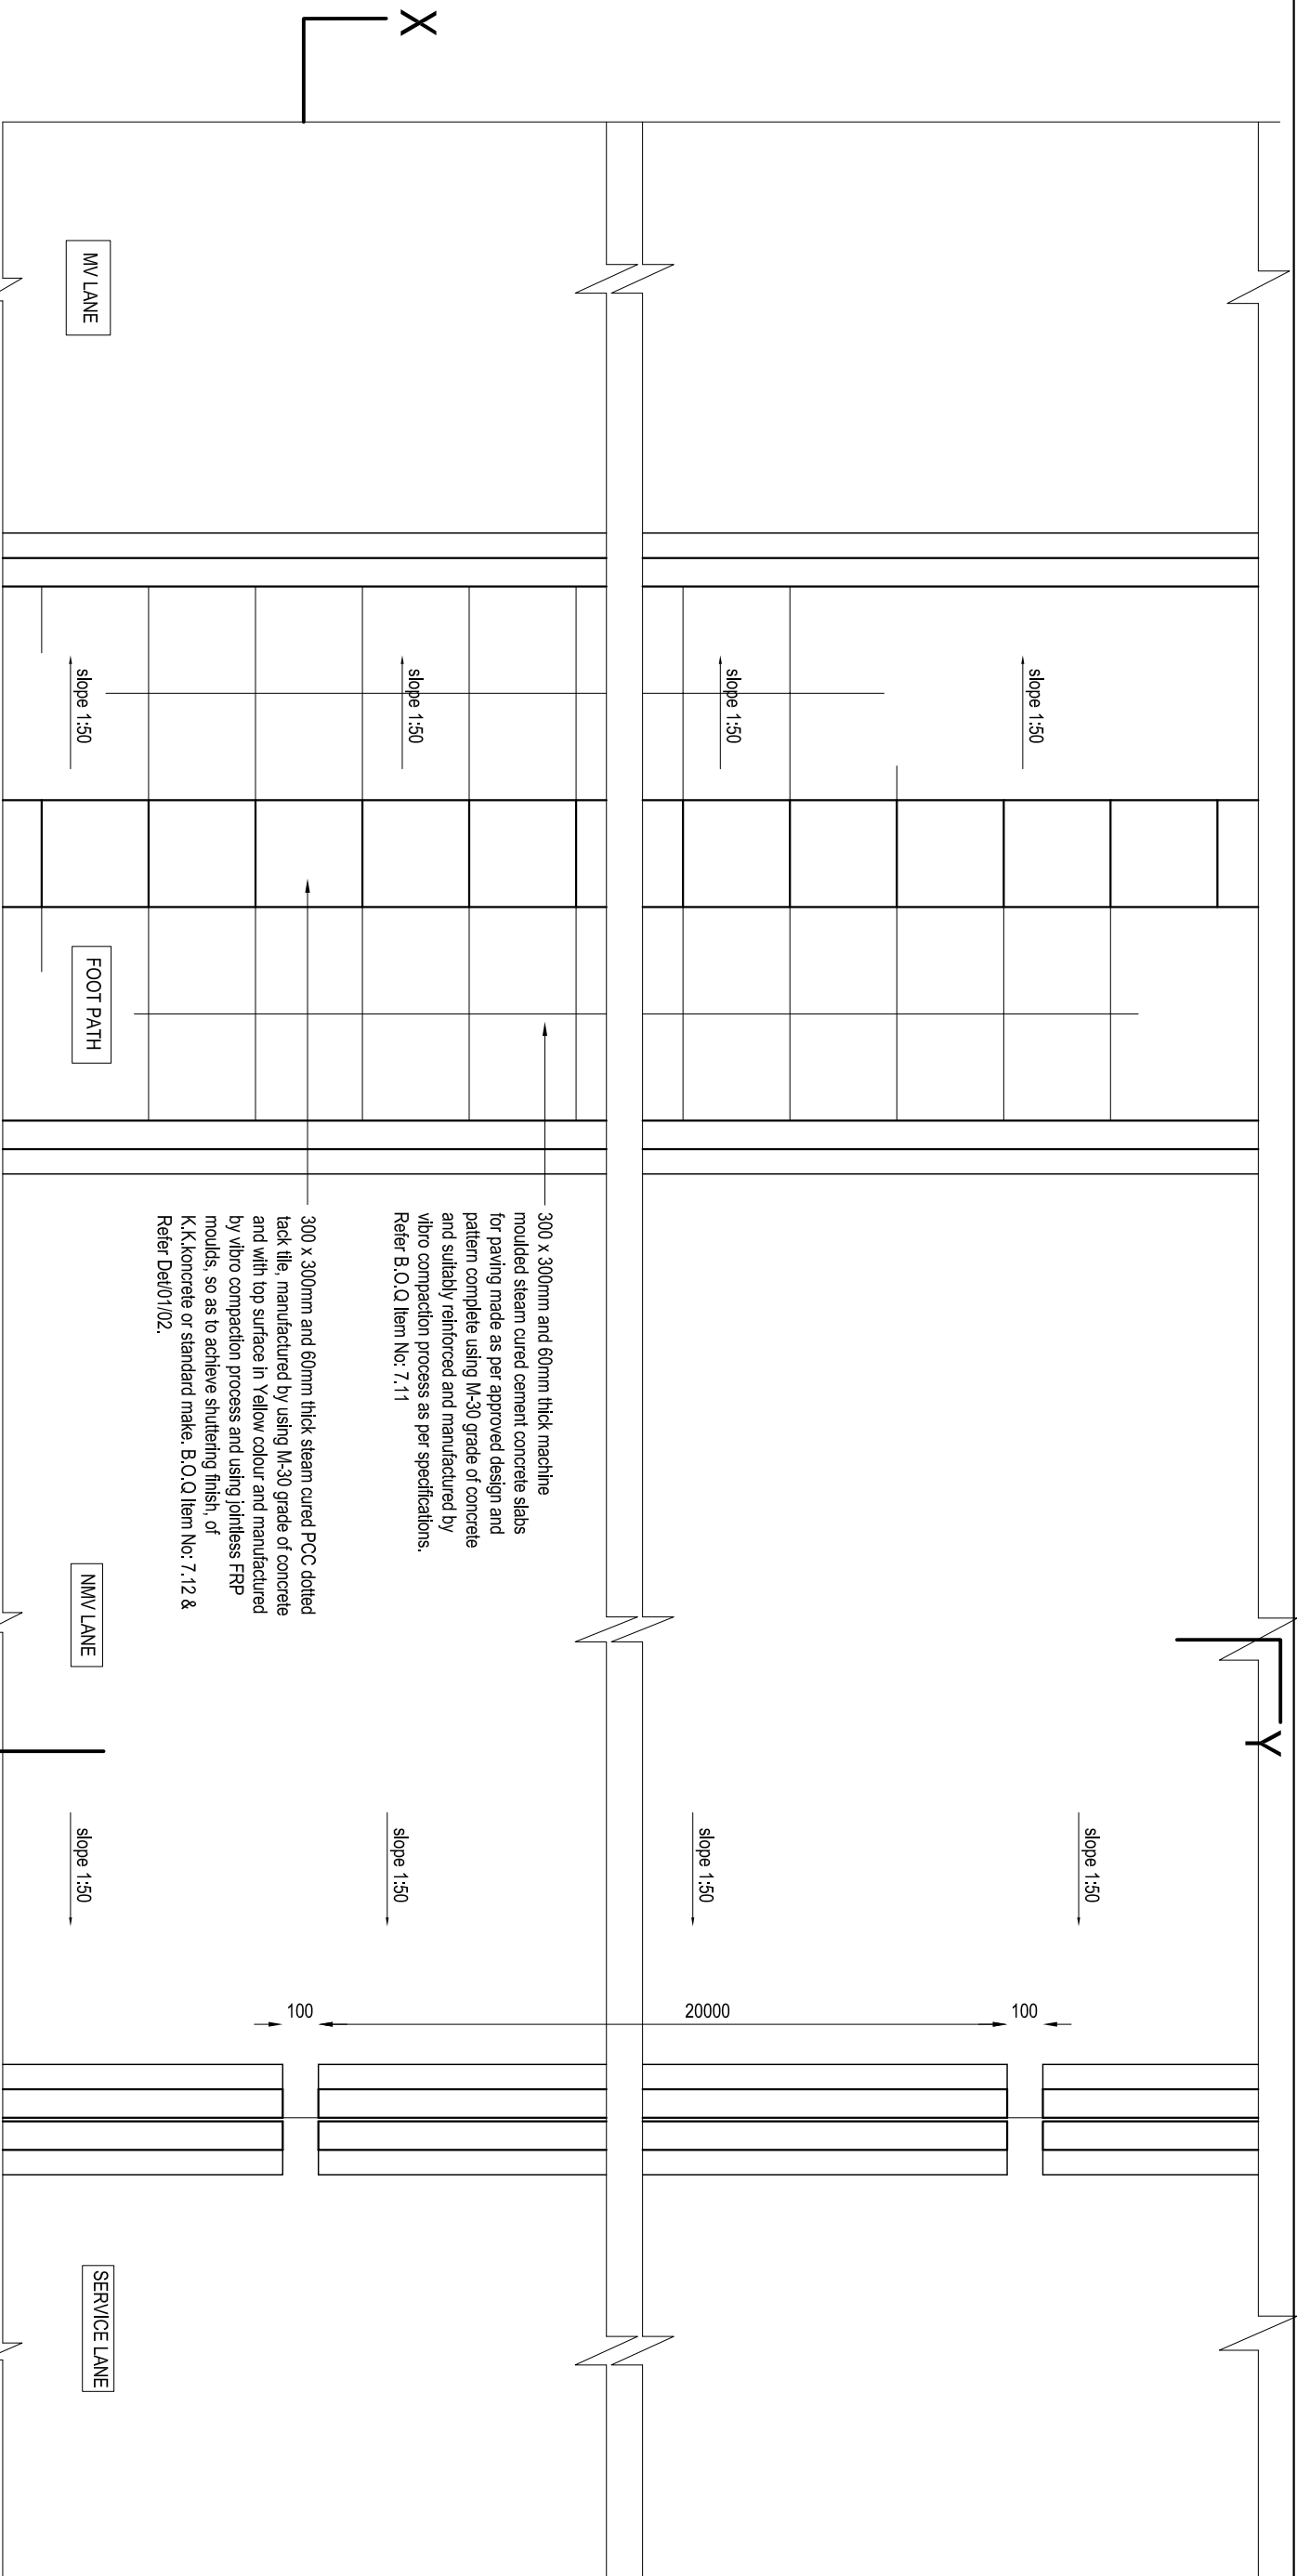 X
MV LANE
slope 1:50
slope 1:50
slope 1:50
slope 1:50
FOOT PATH
300 x 300mm and 60mm thick machine
moulded steam cured cement concrete slabs
for paving made as per approved design and
pattern complete using M-30 grade of concrete
and suitably reinforced and manufactured by
vibro compaction process as per specifications.
Refer B.O.Q Item No: 7.11
300 x 300mm and 60mm thick steam cured PCC dotted
tack tile, manufactured by using M-30 grade of concrete
and with top surface in Yellow colour and manufactured
by vibro compaction process and using jointless FRP
moulds, so as to achieve shuttering finish, of
K.K.koncrete or standard make. B.O.Q Item No: 7.12 &
Refer Det/01/02.
NMV LANE
Y
slope 1:50
slope 1:50
slope 1:50
slope 1:50
100
20000
100
SERVICE LANE